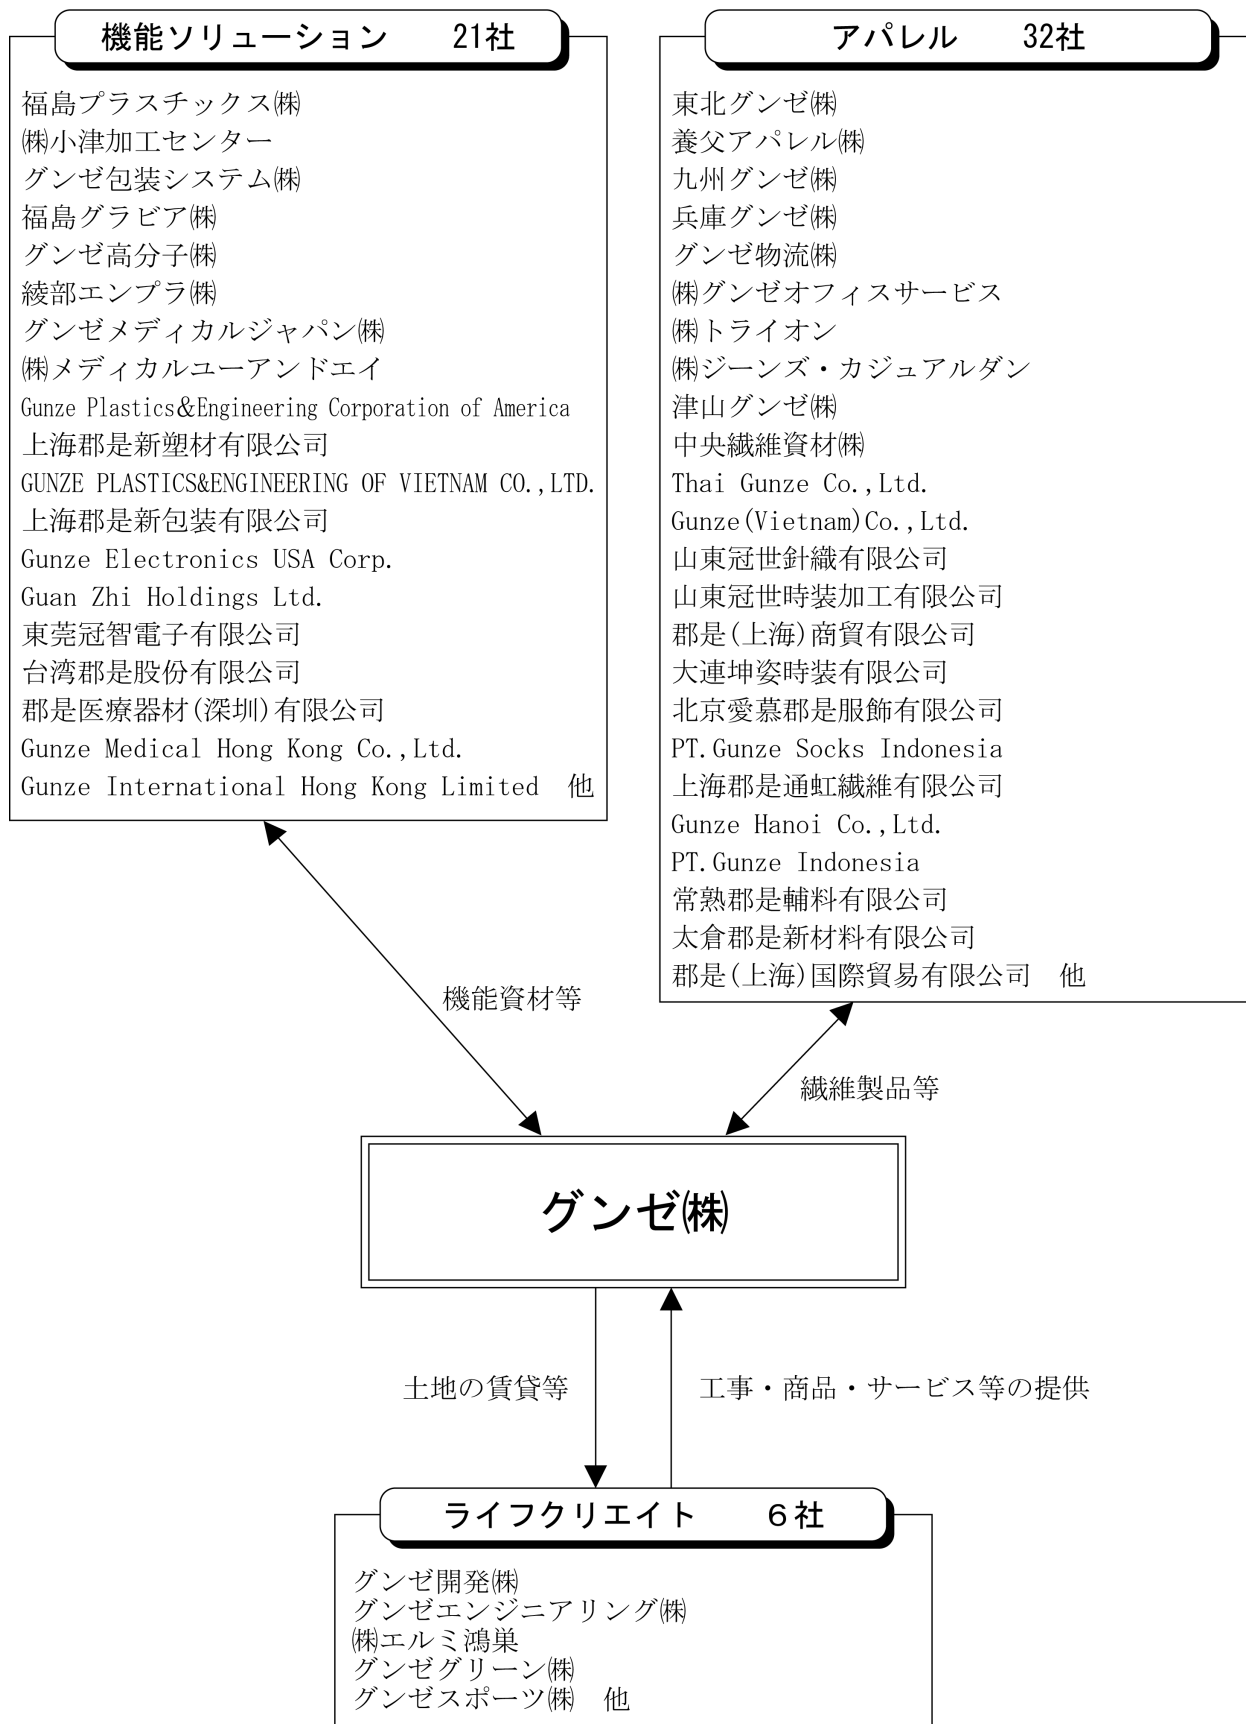 機能ソリューション　21社
福島プラスチックス㈱
㈱小津加工センター
グンゼ包装システム㈱
福島グラビア㈱
グンゼ高分子㈱
綾部エンプラ㈱
グンゼメディカルジャパン㈱
㈱メディカルユーアンドエイ
Gunze Plastics＆Engineering Corporation of America
上海郡是新塑材有限公司
GUNZE PLASTICS&ENGINEERING OF VIETNAM CO.,LTD.
上海郡是新包装有限公司
Gunze Electronics USA Corp.
Guan Zhi Holdings Ltd.
東莞冠智電子有限公司
台湾郡是股份有限公司
郡是医療器材(深圳)有限公司
Gunze Medical Hong Kong Co.,Ltd.
Gunze International Hong Kong Limited　他
アパレル　32社
東北グンゼ㈱
養父アパレル㈱
九州グンゼ㈱
兵庫グンゼ㈱
グンゼ物流㈱
㈱グンゼオフィスサービス
㈱トライオン
㈱ジーンズ・カジュアルダン
津山グンゼ㈱
中央繊維資材㈱
Thai Gunze Co.,Ltd.
Gunze(Vietnam)Co.,Ltd.
山東冠世針織有限公司
山東冠世時装加工有限公司
郡是(上海)商貿有限公司
大連坤姿時装有限公司
北京愛慕郡是服飾有限公司
PT.Gunze Socks Indonesia
上海郡是通虹繊維有限公司
Gunze Hanoi Co.,Ltd.
PT.Gunze Indonesia
常熟郡是輔料有限公司
太倉郡是新材料有限公司
郡是(上海)国際貿易有限公司　他
機能資材等
繊維製品等
グンゼ㈱
土地の賃貸等
工事・商品・サービス等の提供
ライフクリエイト　６社
グンゼ開発㈱
グンゼエンジニアリング㈱
㈱エルミ鴻巣
グンゼグリーン㈱
グンゼスポーツ㈱　他